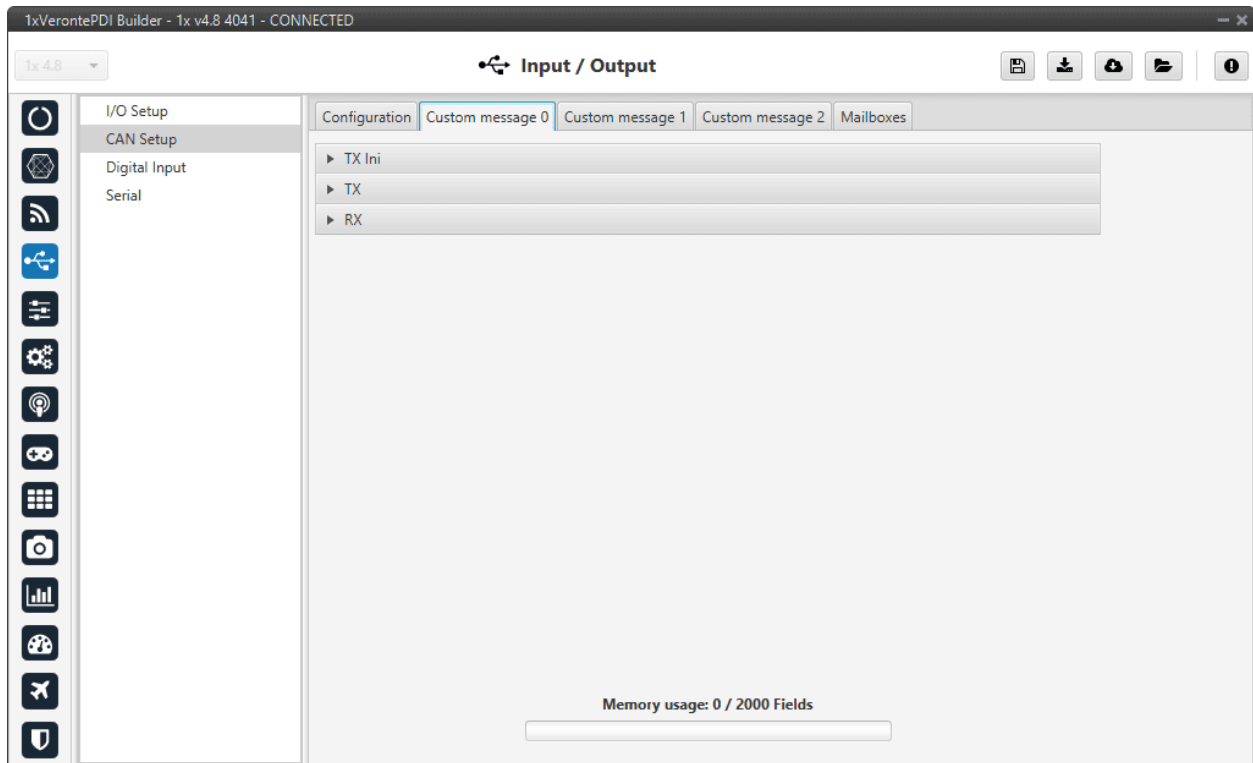 1xVerontePDI Builder - 1x v4.8 4041 - CONNECTED
1x 4.8
Input / Output
I/O Setup
CAN Setup
Digital Input
Serial
Configuration Custom message 0 Custom message 1 Custom message 2 Mailboxes
TX Ini
TX
RX
Memory usage: 0 / 2000 Fields